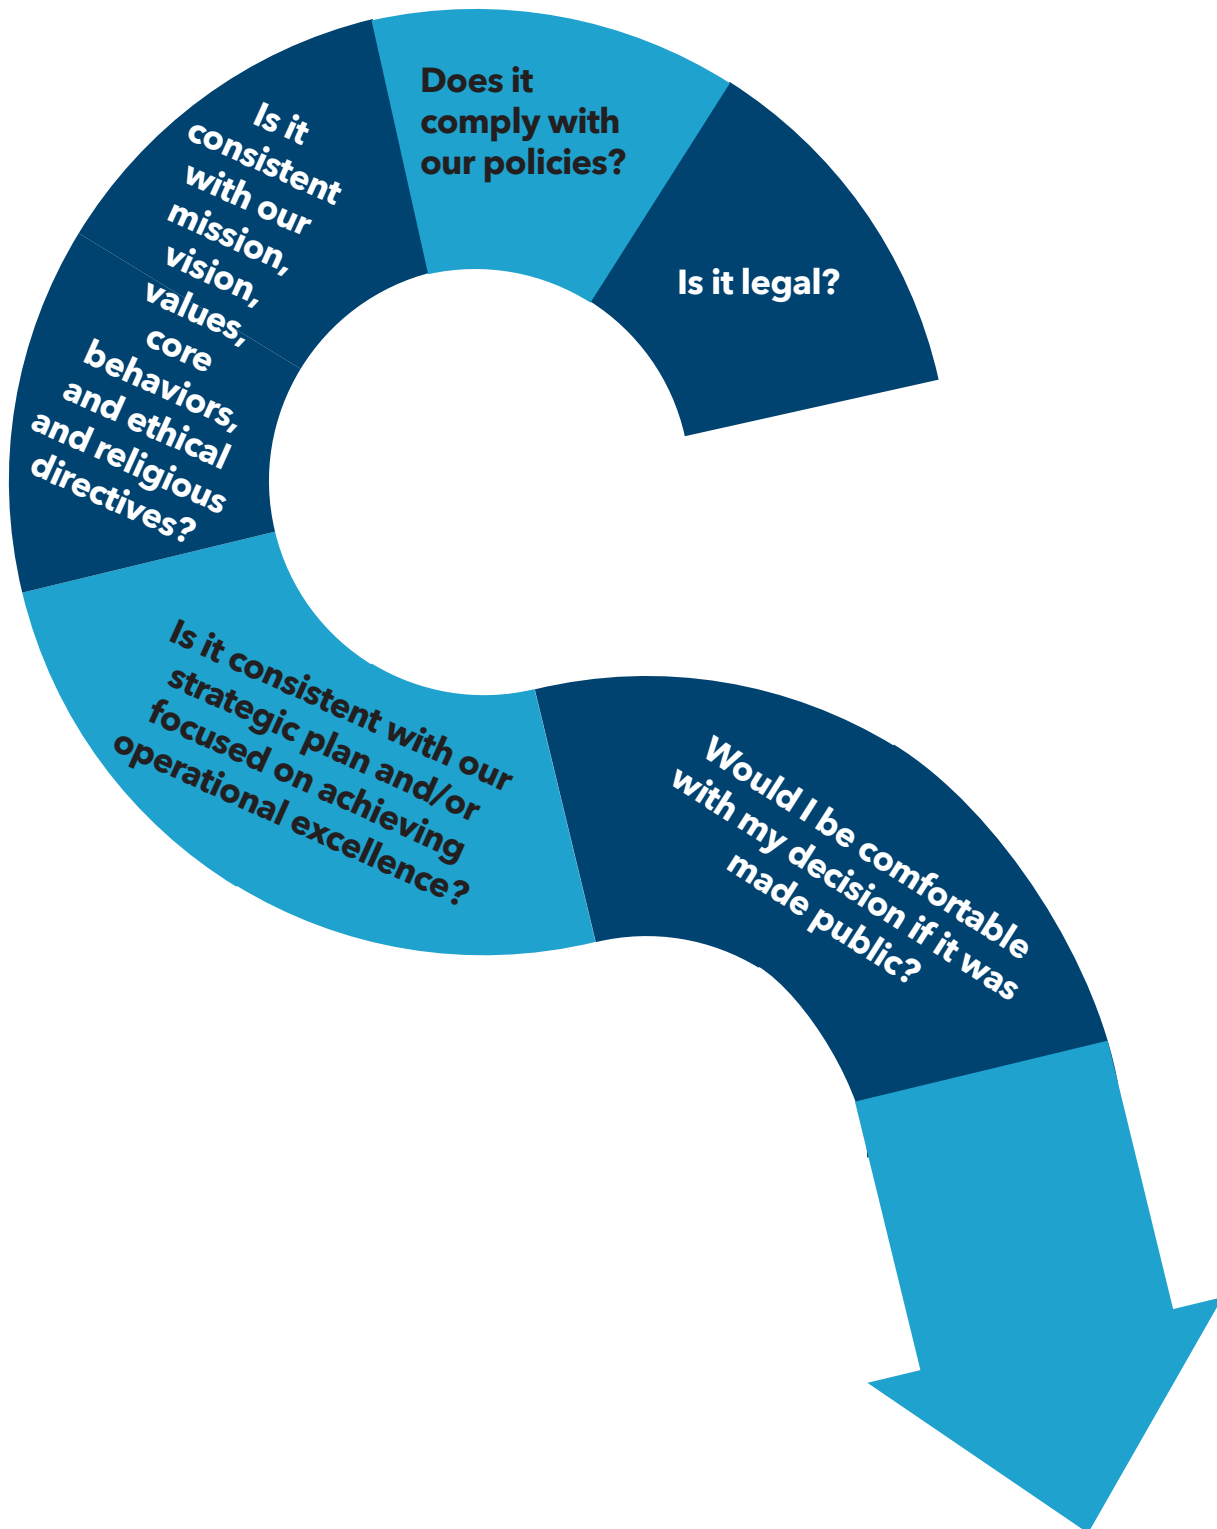 Is it legal?
Does it
comply with
our policies?
Is it
consistent
with our
mission,
vision,
values,
core
behaviors,
and ethical
and religious
directives?
Is it consistent with our
strategic plan and/or
focused on achieving
operational excellence?
Would I be comfortable
with my decision if it was
made public?